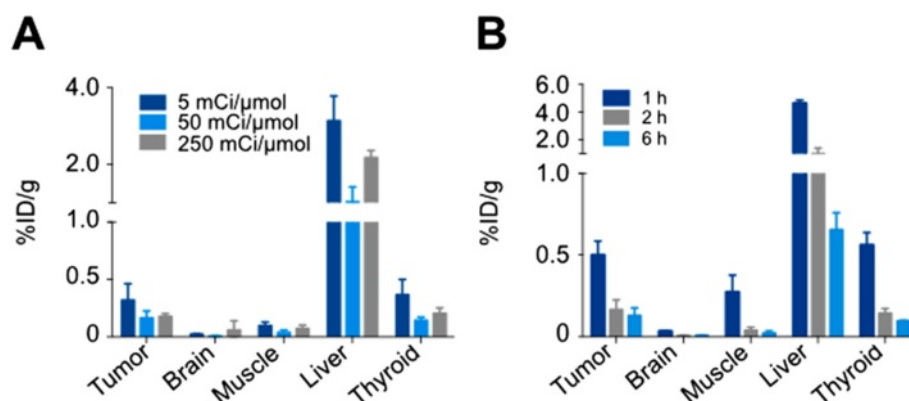 A
%ID/g
4.0
2.0
1.0
0.5
0
5 mCi/μmol
50 mCi/μmol
250 mCi/μmol
Tumor
Brain
Muscle
Liver
Thyroid
B
%ID/g
6.0
4.0
2.0
1.0
0.5
0
1 h
2 h
6 h
Tumor
Brain
Muscle
Liver
Thyroid